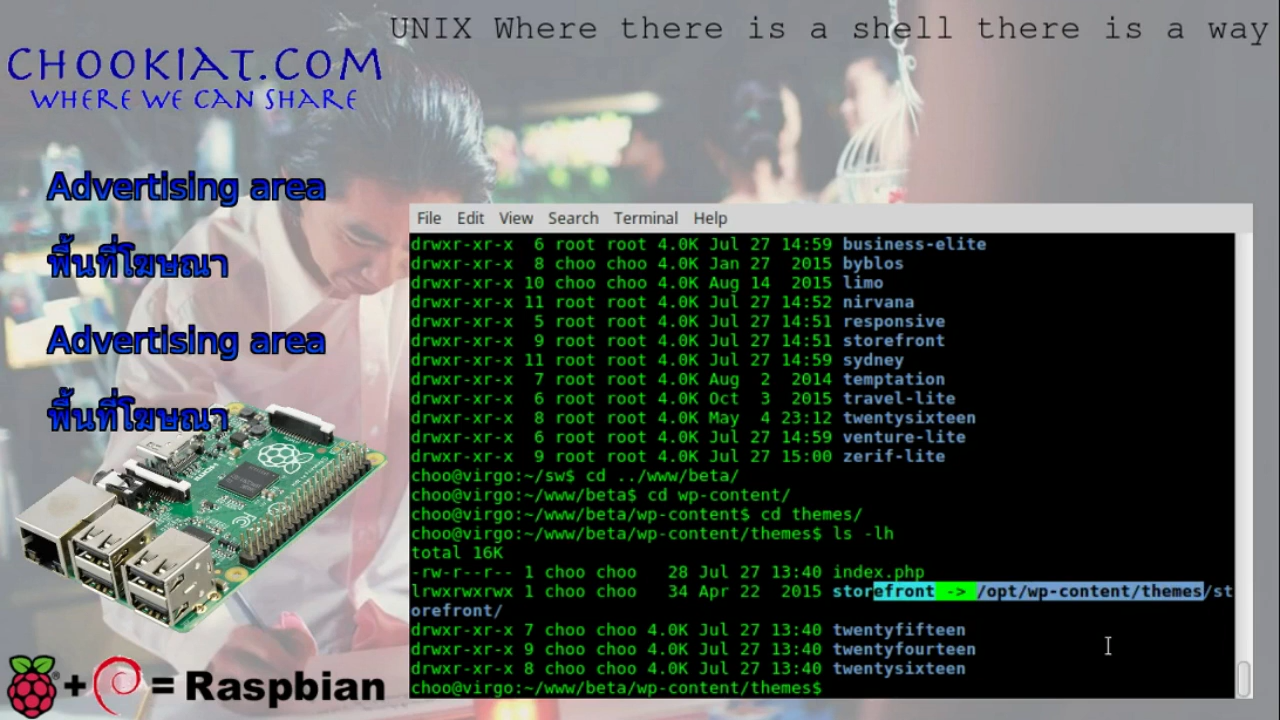 UNIX Where there is a shell there is a way
CHOOKIAT.COM
WHERE WE CAN SHARE
Advertising area
พื้นที่โฆษณา
Advertising area
พื้นที่โฆษณา
+ = Raspbian
File Edit View Search Terminal Help
drwxr-xr-x 6 root root 4.0K Jul 27 14:59 business-elite
drwxr-xr-x 8 choo choo 4.0K Jan 27 2015 byblos
drwxr-xr-x 10 choo choo 4.0K Aug 14 2015 limo
drwxr-xr-x 11 root root 4.0K Jul 27 14:52 nirvana
drwxr-xr-x 5 root root 4.0K Jul 27 14:51 responsive
drwxr-xr-x 9 root root 4.0K Jul 27 14:51 storefront
drwxr-xr-x 11 root root 4.0K Jul 27 14:59 sydney
drwxr-xr-x 7 root root 4.0K Aug 2 2014 temptation
drwxr-xr-x 6 root root 4.0K Oct 3 2015 travel-lite
drwxr-xr-x 8 root root 4.0K May 4 23:12 twentysixteen
drwxr-xr-x 6 root root 4.0K Jul 27 14:59 venture-lite
drwxr-xr-x 9 root root 4.0K Jul 27 15:00 zerif-lite
choo@virgo:~/sw$ cd ../www/beta/
choo@virgo:~/www/beta$ cd wp-content/
choo@virgo:~/www/beta/wp-content$ cd themes/
choo@virgo:~/www/beta/wp-content/themes$ ls -lh
total 16K
-rw-r--r-- 1 choo choo 28 Jul 27 13:40 index.php
lrwxrwxrwx 1 choo choo 34 Apr 22 2015 storefront -> /opt/wp-content/themes/st
orefront/
drwxr-xr-x 7 choo choo 4.0K Jul 27 13:40 twentyfifteen
drwxr-xr-x 9 choo choo 4.0K Jul 27 13:40 twentyfourteen
drwxr-xr-x 8 choo choo 4.0K Jul 27 13:40 twentysixteen
choo@virgo:~/www/beta/wp-content/themes$